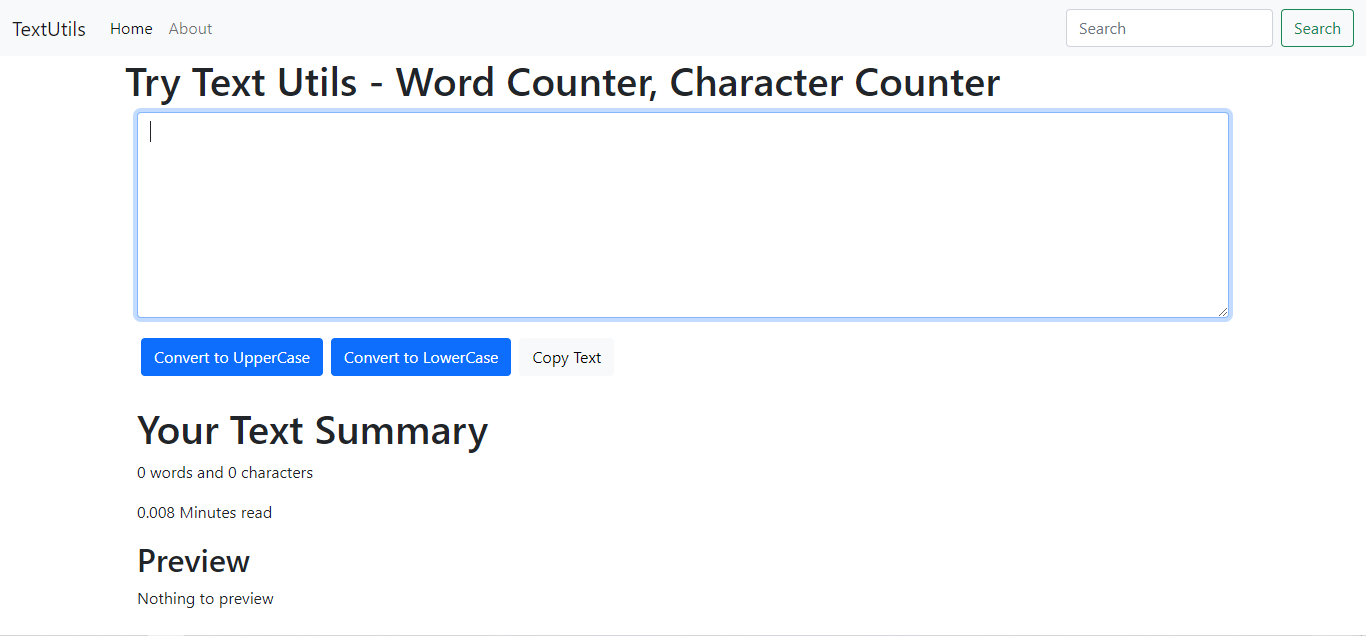 TextUtils Home About Search Search
Try Text Utils - Word Counter, Character Counter
Convert to UpperCase Convert to LowerCase Copy Text
Your Text Summary
0 words and 0 characters
0.008 Minutes read
Preview
Nothing to preview